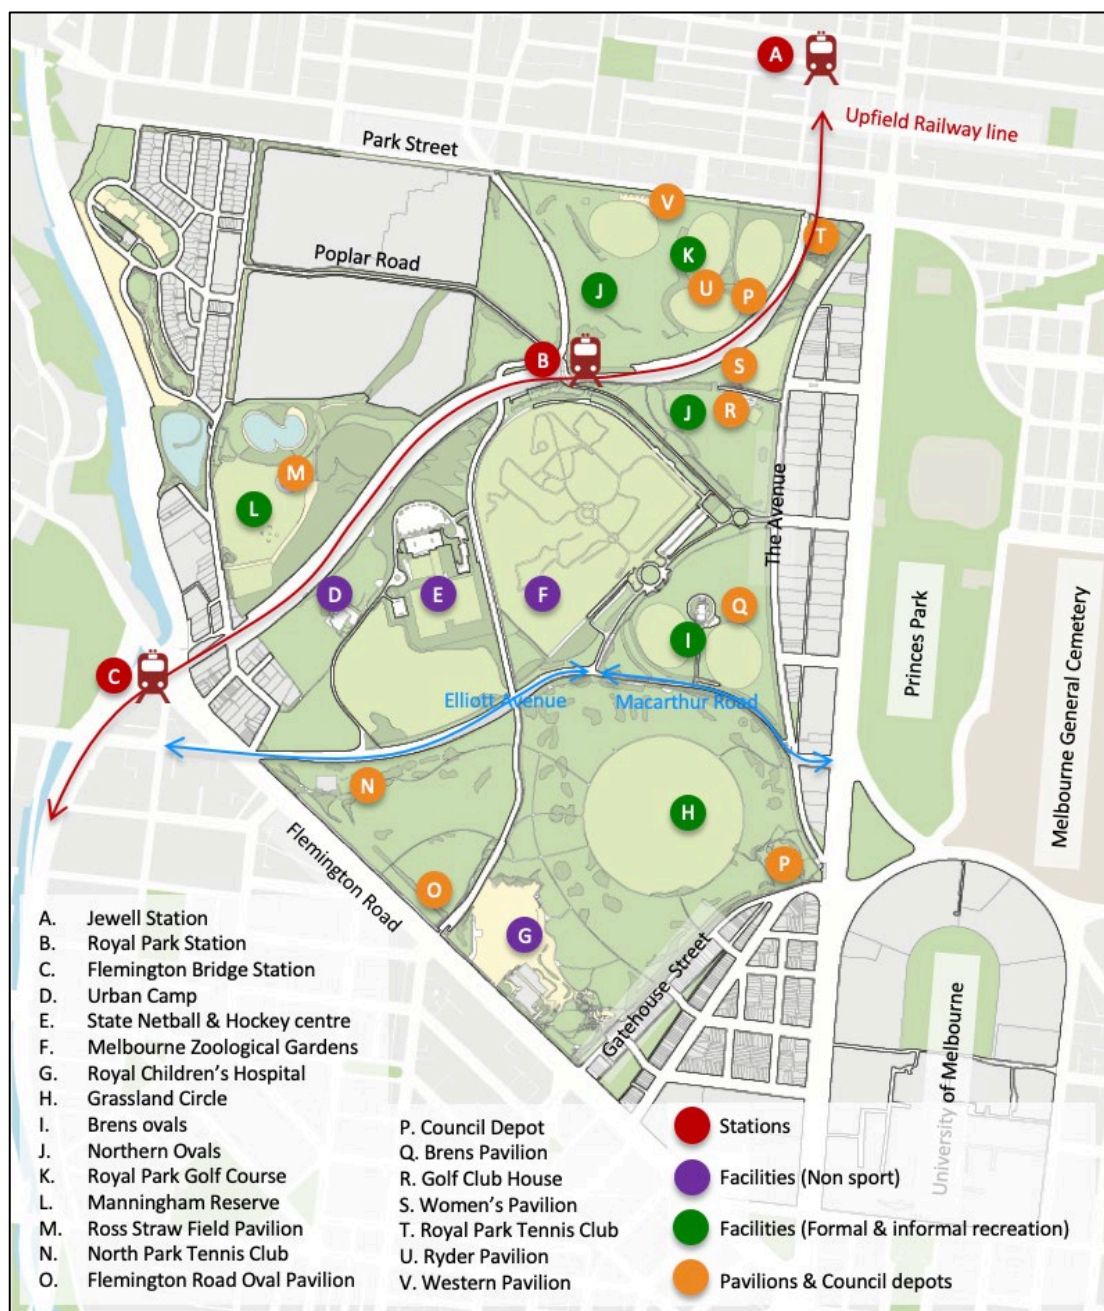 A
Upfield Railway line
Park Street
V
T
K
Poplar Road
J
U
P
B
S
J
R
M
L
The Avenue
D
E
F
Q
I
Princes Park
Melbourne General Cemetery
C
Elliott Avenue
Macarthur Road
N
H
Flemington Road
O
P
G
Gatehouse Street
University of Melbourne
A. Jewell Station
B. Royal Park Station
C. Flemington Bridge Station
D. Urban Camp
E. State Netball & Hockey centre
F. Melbourne Zoological Gardens
G. Royal Children's Hospital
H. Grassland Circle
I. Brens ovals
J. Northern Ovals
K. Royal Park Golf Course
L. Manningham Reserve
M. Ross Straw Field Pavilion
N. North Park Tennis Club
O. Flemington Road Oval Pavilion
P. Council Depot
Q. Brens Pavilion
R. Golf Club House
S. Women's Pavilion
T. Royal Park Tennis Club
U. Ryder Pavilion
V. Western Pavilion
Stations
Facilities (Non sport)
Facilities (Formal & informal recreation)
Pavilions & Council depots